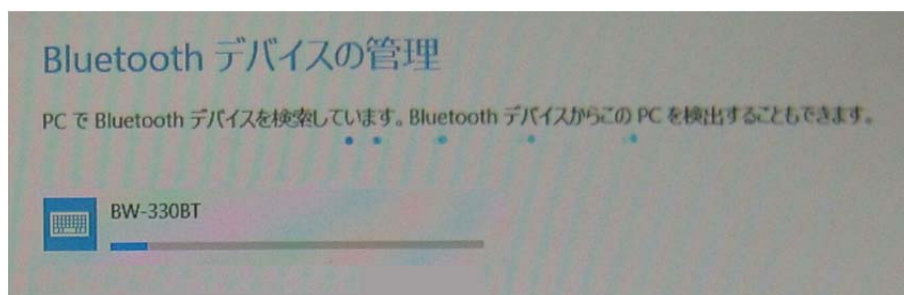 Bluetooth デバイスの管理
PC で Bluetooth デバイスを検索しています。Bluetooth デバイスからこの PC を検出することもできます。
BW-330BT